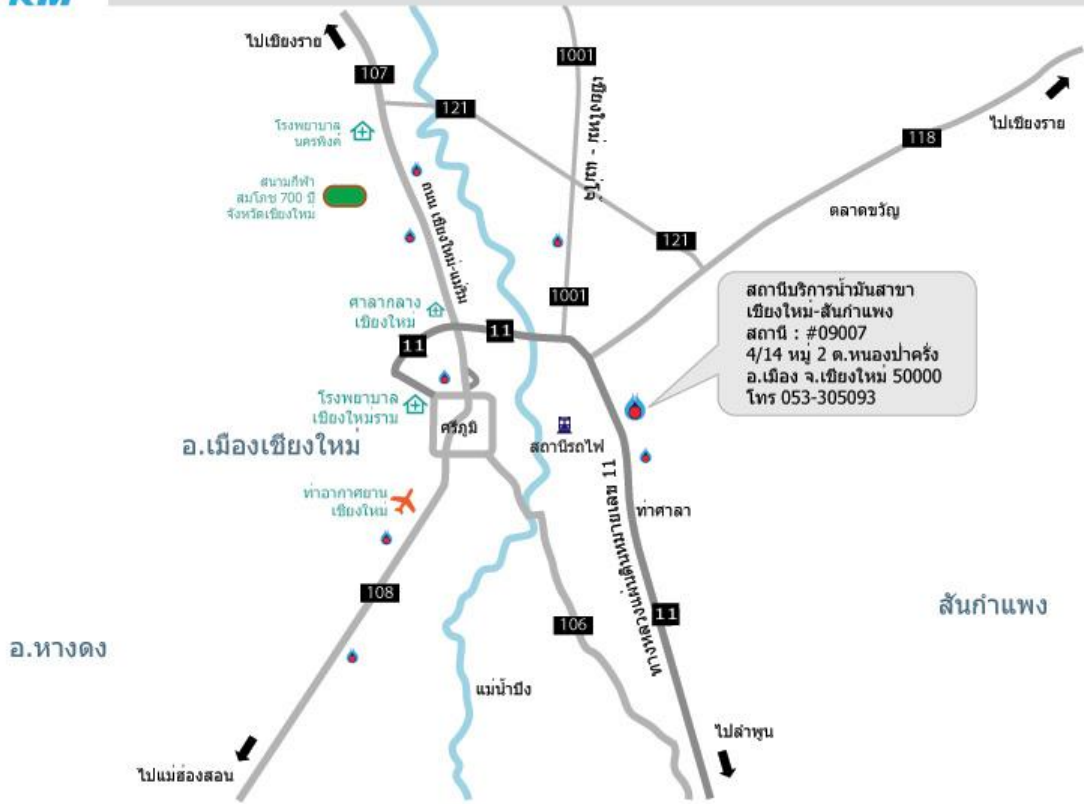 ไปเชียงราย
107
1001
เชียงใหม่ - แม่โจ้
121
118
ไปเชียงราย
โรงพยาบาล
นครพิงค์
สนามกีฬา
สมโภช 700 ปี
จังหวัดเชียงใหม่
ถนน เชียงใหม่-แม่ริม
ตลาดขวัญ
121
ศาลากลาง
เชียงใหม่
1001
11
11
สถานีบริการน้ำมันสาขา
เชียงใหม่-สันกำแพง
สถานี : #09007
4/14 หมู่ 2 ต.หนองป่าครั่ง
อ.เมือง จ.เชียงใหม่ 50000
โทร 053-305093
โรงพยาบาล
เชียงใหม่ราม
ศรีภูมิ
อ.เมืองเชียงใหม่
สถานีรถไฟ
ทางหลวงแผ่นดินหมายเลข 11
ท่าอากาศยาน
เชียงใหม่
ท่าศาลา
108
106
11
สันกำแพง
อ.หางดง
แม่น้ำปิง
ไปลำพูน
ไปแม่ฮ่องสอน